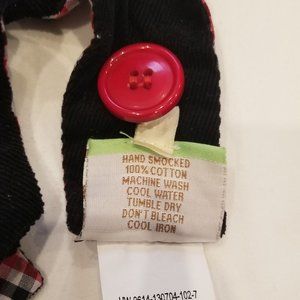 HAND SMOCKED
100% COTTON
MACHINE WASH
COOL WATER
TUMBLE DRY
DON'T BLEACH
COOL IRON